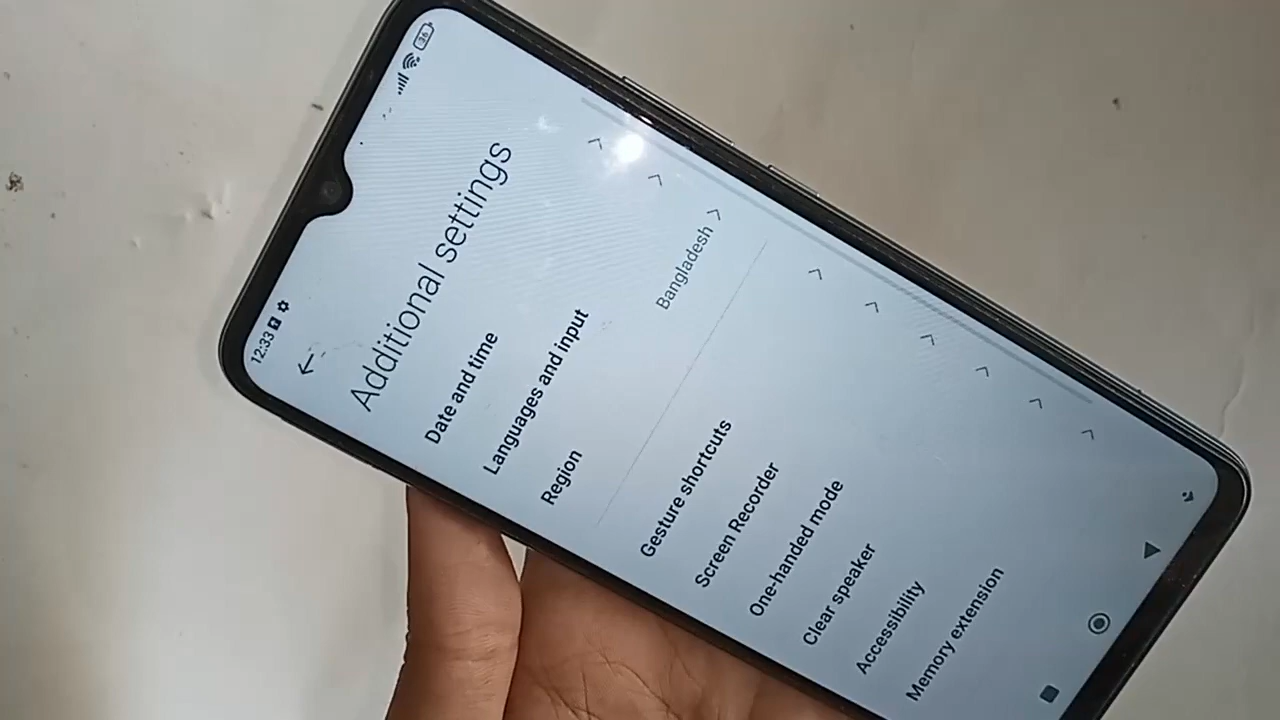 12:33
36
Additional settings
Date and time
Languages and input
Region Bangladesh
Gesture shortcuts
Screen Recorder
One-handed mode
Clear speaker
Accessibility
Memory extension